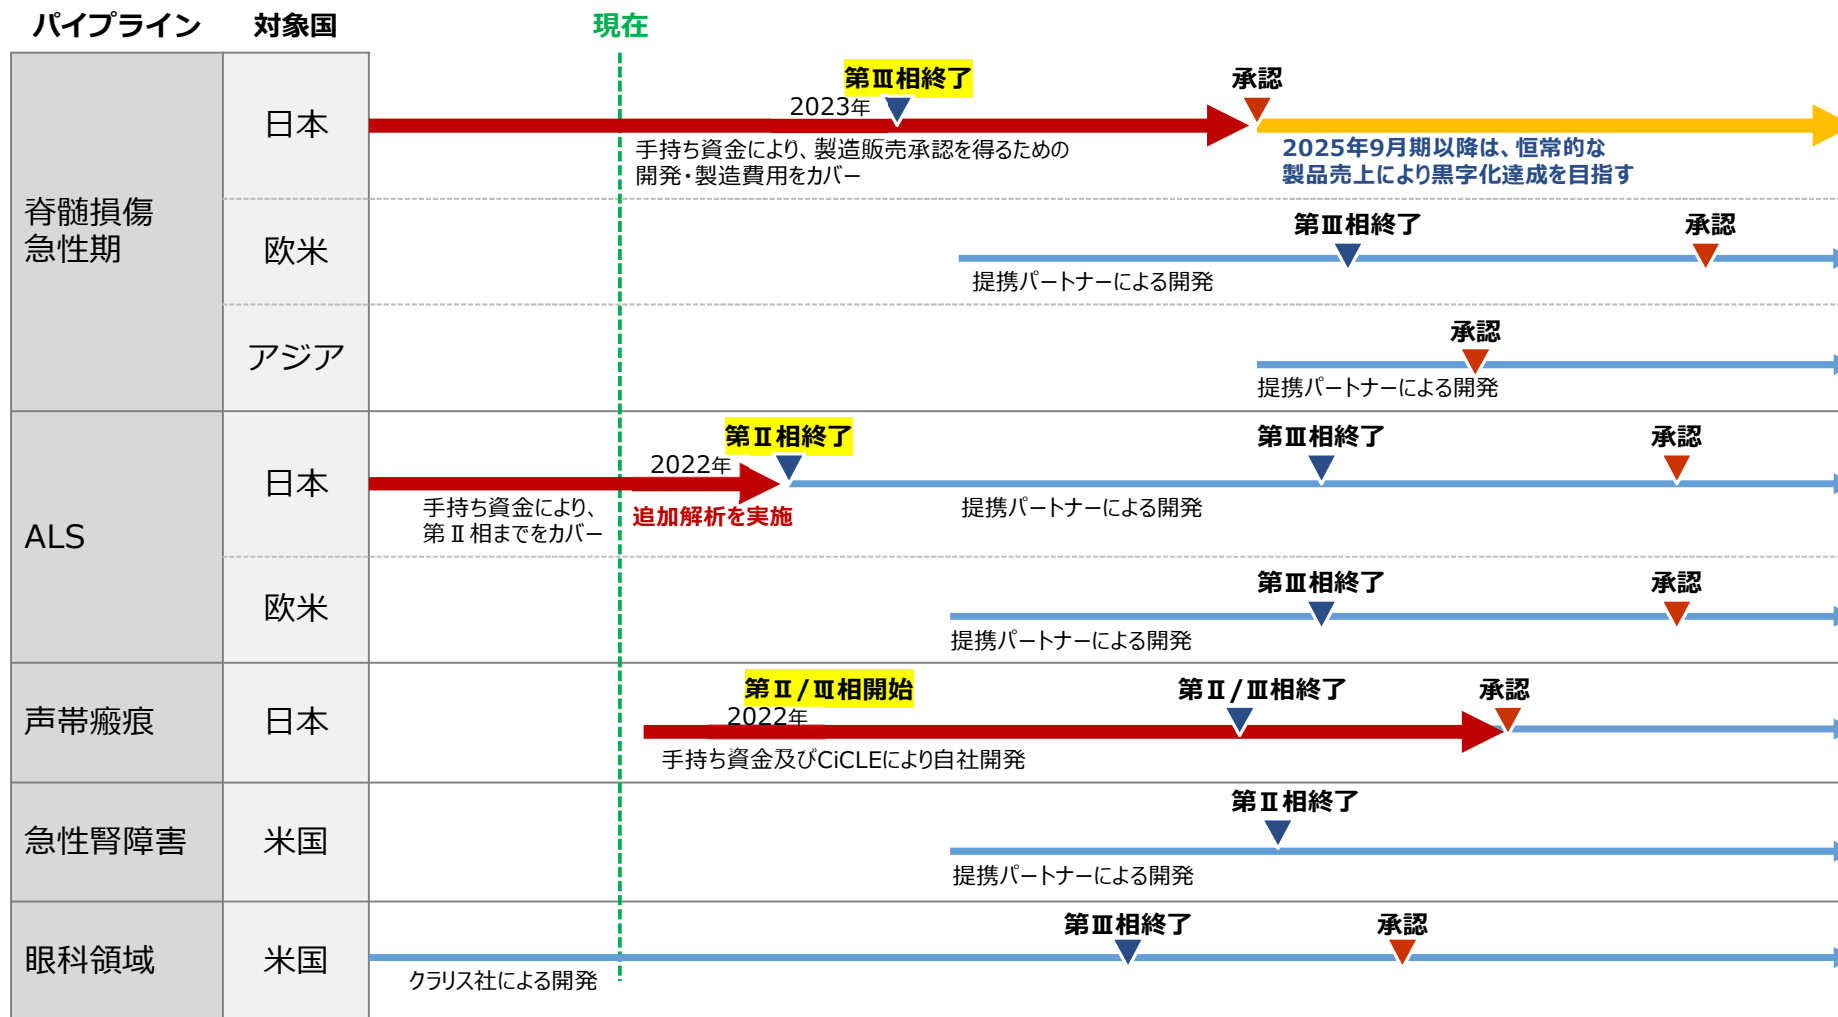 パイプライン
対象国
現在
脊髄損傷
急性期
日本
第Ⅲ相終了
2023年
承認
手持ち資金により、製造販売承認を得るための
開発・製造費用をカバー
2025年9月期以降は、恒常的な
製品売上により黒字化達成を目指す
欧米
第Ⅲ相終了
承認
提携パートナーによる開発
アジア
承認
提携パートナーによる開発
ALS
日本
第Ⅱ相終了
2022年
第Ⅲ相終了
承認
手持ち資金により、
第Ⅱ相までをカバー
追加解析を実施
提携パートナーによる開発
欧米
第Ⅲ相終了
承認
提携パートナーによる開発
声帯瘢痕
日本
第Ⅱ/Ⅲ相開始
2022年
第Ⅱ/Ⅲ相終了
承認
手持ち資金及びCiCLEにより自社開発
急性腎障害
米国
第Ⅱ相終了
提携パートナーによる開発
眼科領域
米国
第Ⅲ相終了
承認
クラリス社による開発